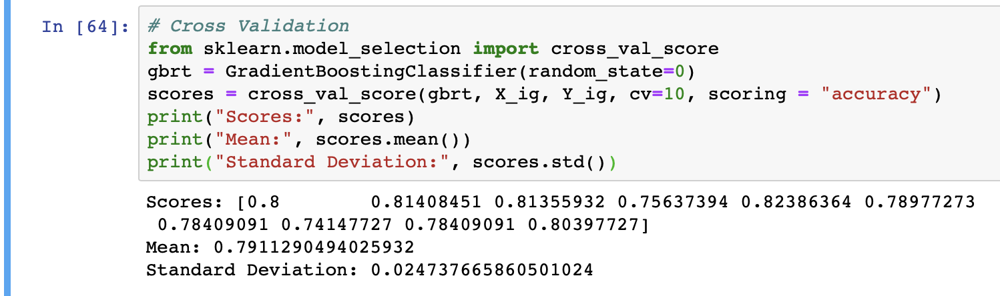 In [64]: # Cross Validation
from sklearn.model_selection import cross_val_score
gbrt = GradientBoostingClassifier(random_state=0)
scores = cross_val_score(gbrt, X_ig, Y_ig, cv=10, scoring = "accuracy")
print("Scores:", scores)
print("Mean:", scores.mean())
print("Standard Deviation:", scores.std())
Scores: [0.8        0.81408451 0.81355932 0.75637394 0.82386364 0.78977273
 0.78409091 0.74147727 0.78409091 0.80397727]
Mean: 0.7911290494025932
Standard Deviation: 0.024737665860501024